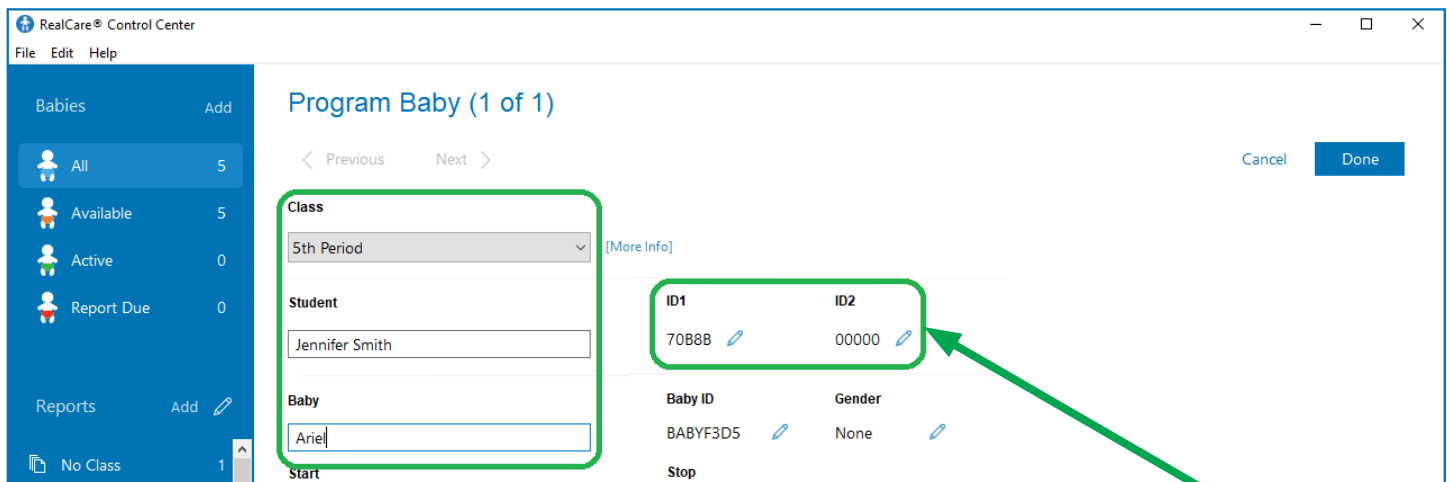 RealCare® Control Center
File Edit Help
Babies Add
All 5
Available 5
Active 0
Report Due 0
Reports Add
No Class 1
Program Baby (1 of 1)
Previous Next
Cancel Done
Class
5th Period [More Info]
Student
Jennifer Smith
ID1 ID2
70B8B 00000
Baby
Ariel
Baby ID Gender
BABYF3D5 None
Start Stop